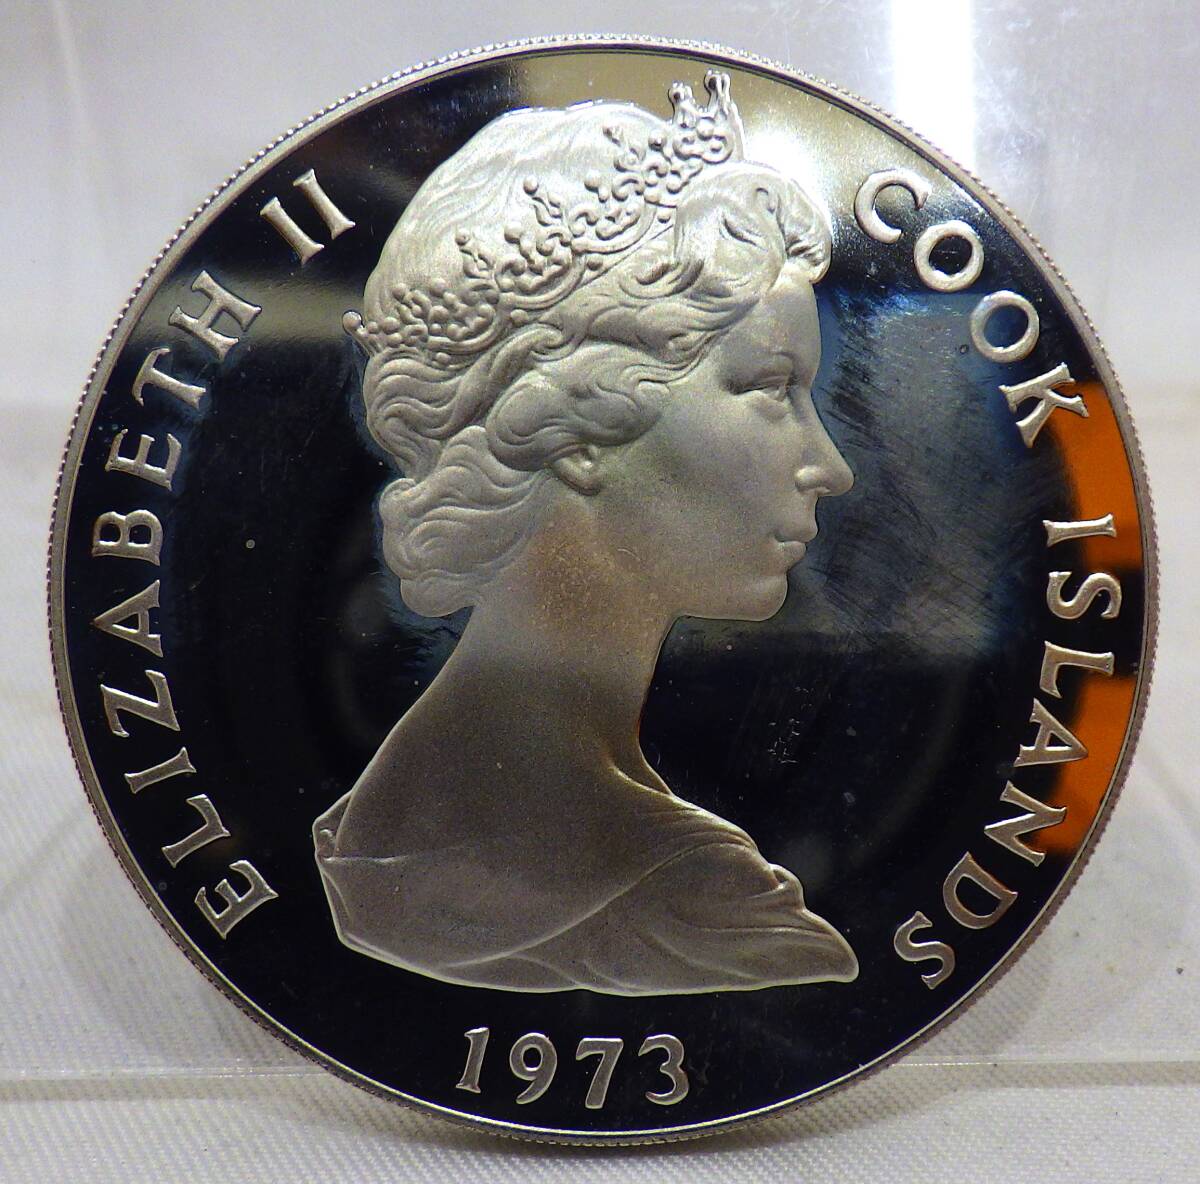 ELIZABETH II
COOK ISLANDS
1973